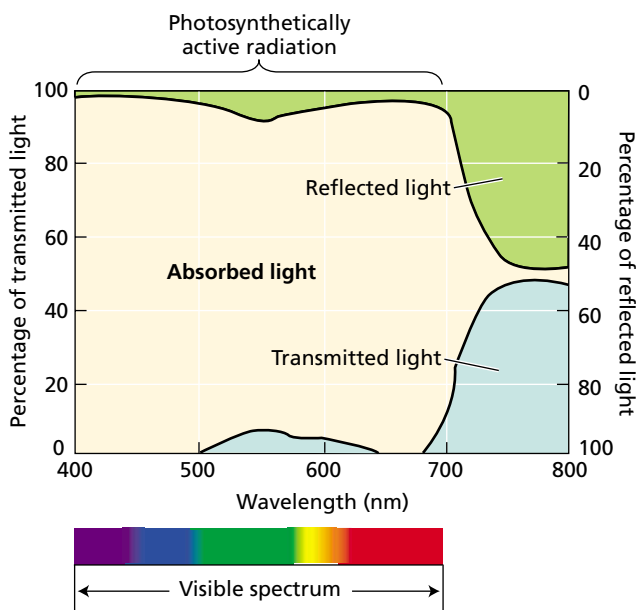 Photosynthetically
active radiation
Percentage of transmitted light
100
80
60
40
20
0
0
20
40
60
80
100
Percentage of reflected light
Reflected light
Absorbed light
Transmitted light
400
500
600
700
800
Wavelength (nm)
Visible spectrum